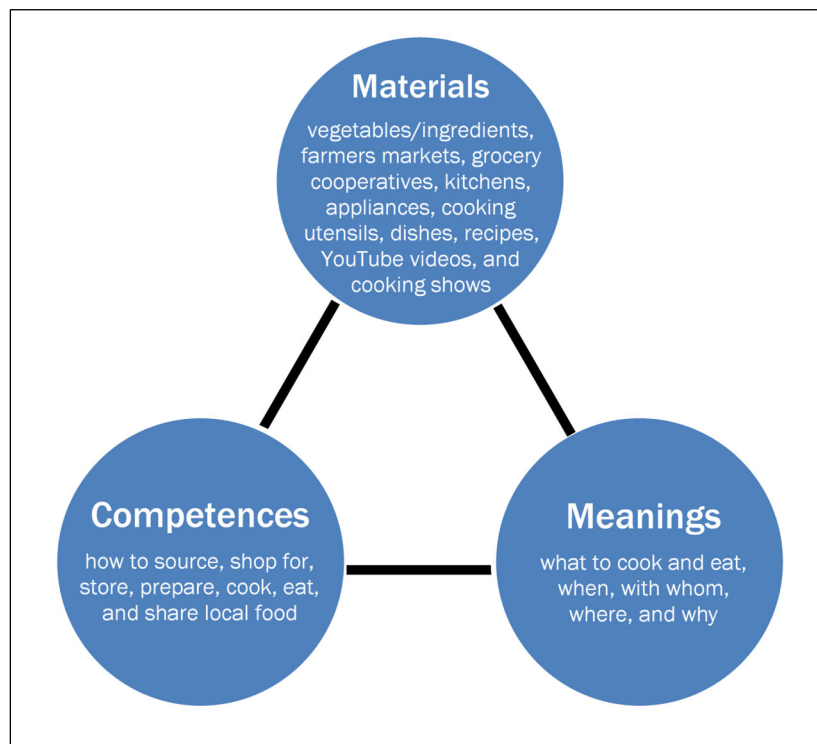 Materials
vegetables/ingredients,
farmers markets, grocery
cooperatives, kitchens,
appliances, cooking
utensils, dishes, recipes,
YouTube videos, and
cooking shows
Competences
how to source, shop for,
store, prepare, cook, eat,
and share local food
Meanings
what to cook and eat,
when, with whom,
where, and why